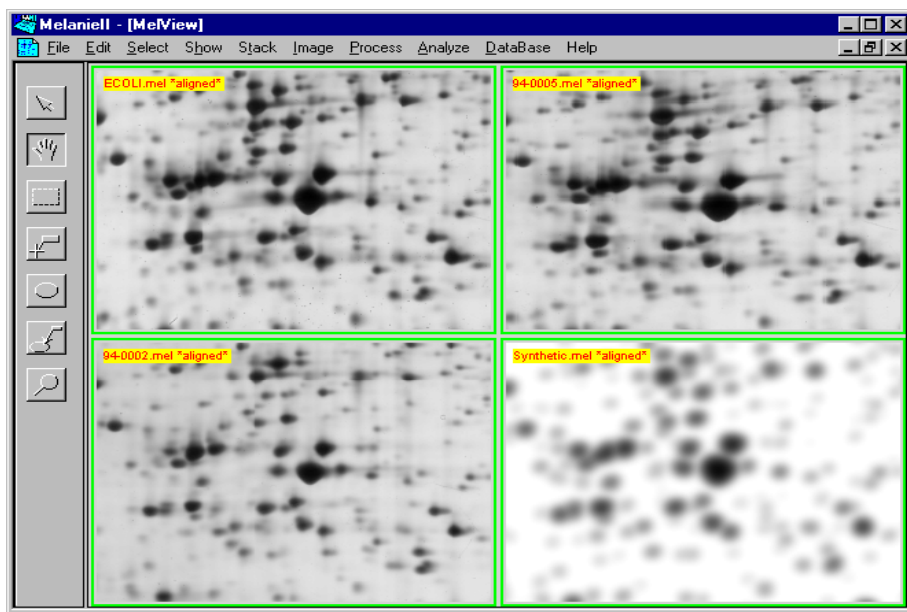 MelanieII - [MelView]
File Edit Select Show Stack Image Process Analyze DataBase Help
ECOLI.mel *aligned*
94-0005.mel *aligned*
94-0002.mel *aligned*
Synthetic.mel *aligned*